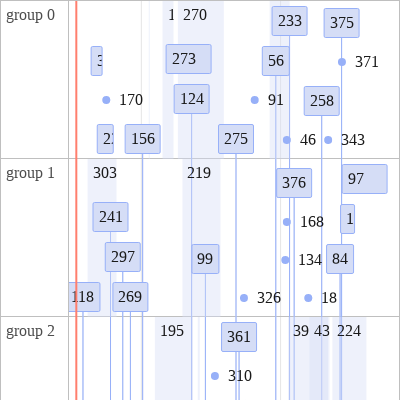 group 0
1 270 233 375
273 56 371
170 124 91 258
156 275 46 343
group 1
303 219 376 97
241 168 1
297 99 134 84
118 269 326 18
group 2
195 361 39 43 224
310